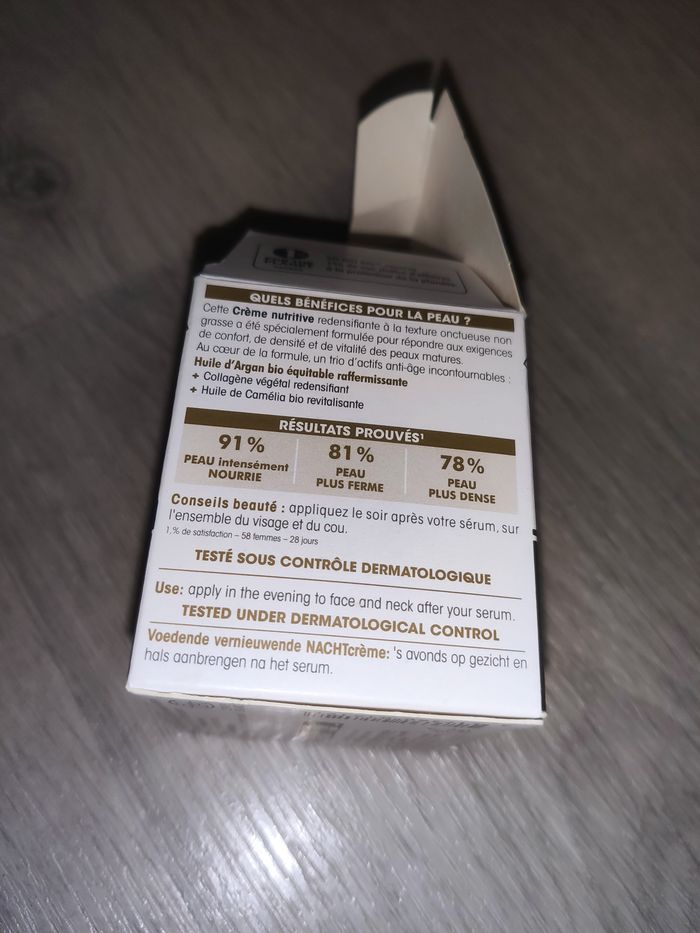 QUELS BÉNÉFICES POUR LA PEAU ?
Cette Crème nutritive redensifiante à la texture onctueuse non
grasse a été spécialement formulée pour répondre aux exigences
de confort, de densité et de vitalité des peaux matures.
Au cœur de la formule, un trio d'actifs anti-âge incontournables :
Huile d'Argan bio équitable raffermissante
+ Collagène végétal redensifiant
+ Huile de Camélia bio revitalisante
RÉSULTATS PROUVÉS¹
91% 81% 78%
PEAU intensément NOURRIE
PEAU PLUS FERME
PEAU PLUS DENSE
Conseils beauté : appliquez le soir après votre sérum, sur
l'ensemble du visage et du cou.
1. % de satisfaction – 58 femmes – 28 jours
TESTÉ SOUS CONTRÔLE DERMATOLOGIQUE
Use: apply in the evening to face and neck after your serum.
TESTED UNDER DERMATOLOGICAL CONTROL
Voedende vernieuwende NACHTcrème: 's avonds op gezicht en
hals aanbrengen na het serum.